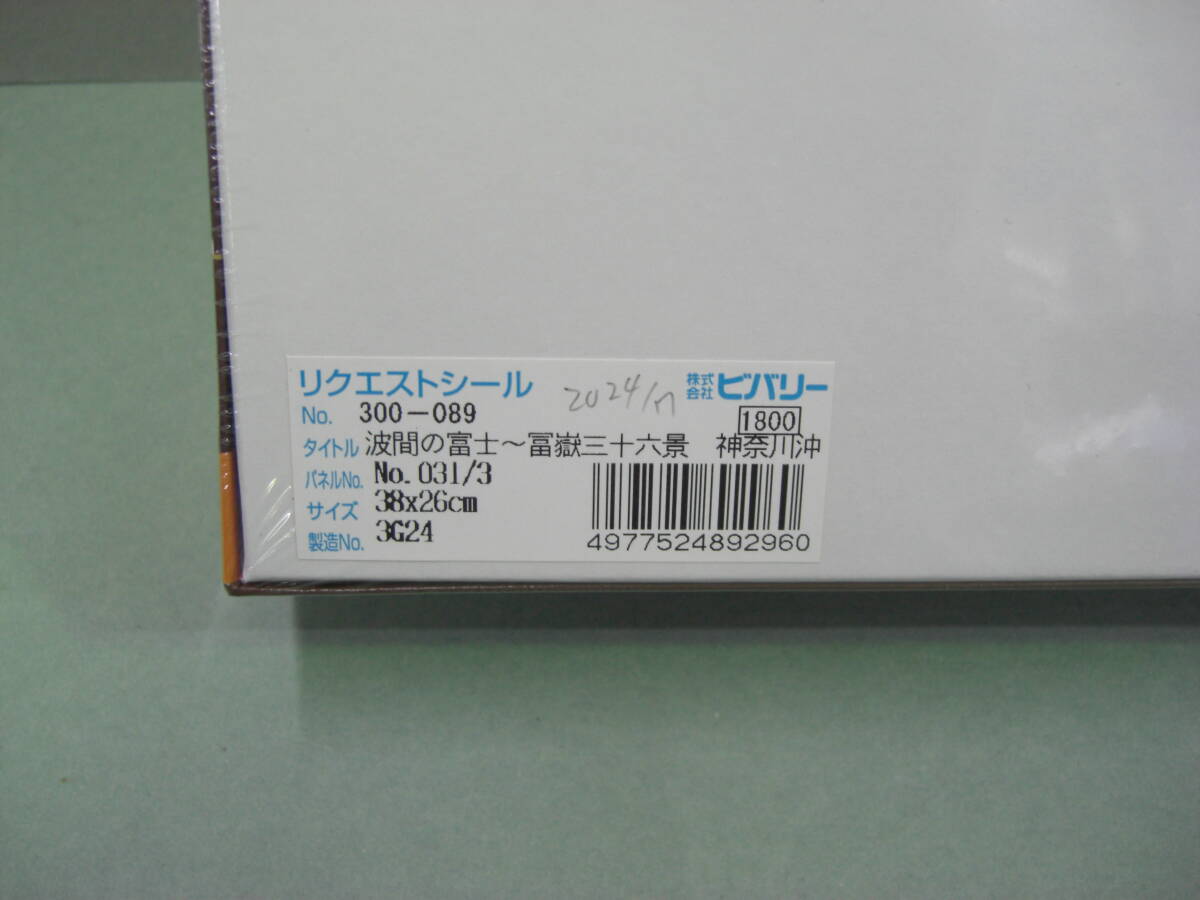 リクエストシール 2024/ 株式会社 ビバリー
No. 300-089 1800
タイトル 波間の富士〜冨嶽三十六景 神奈川沖
パネルNo. No.031/3
サイズ 38x26cm
製造No. 3G24
4977524892960